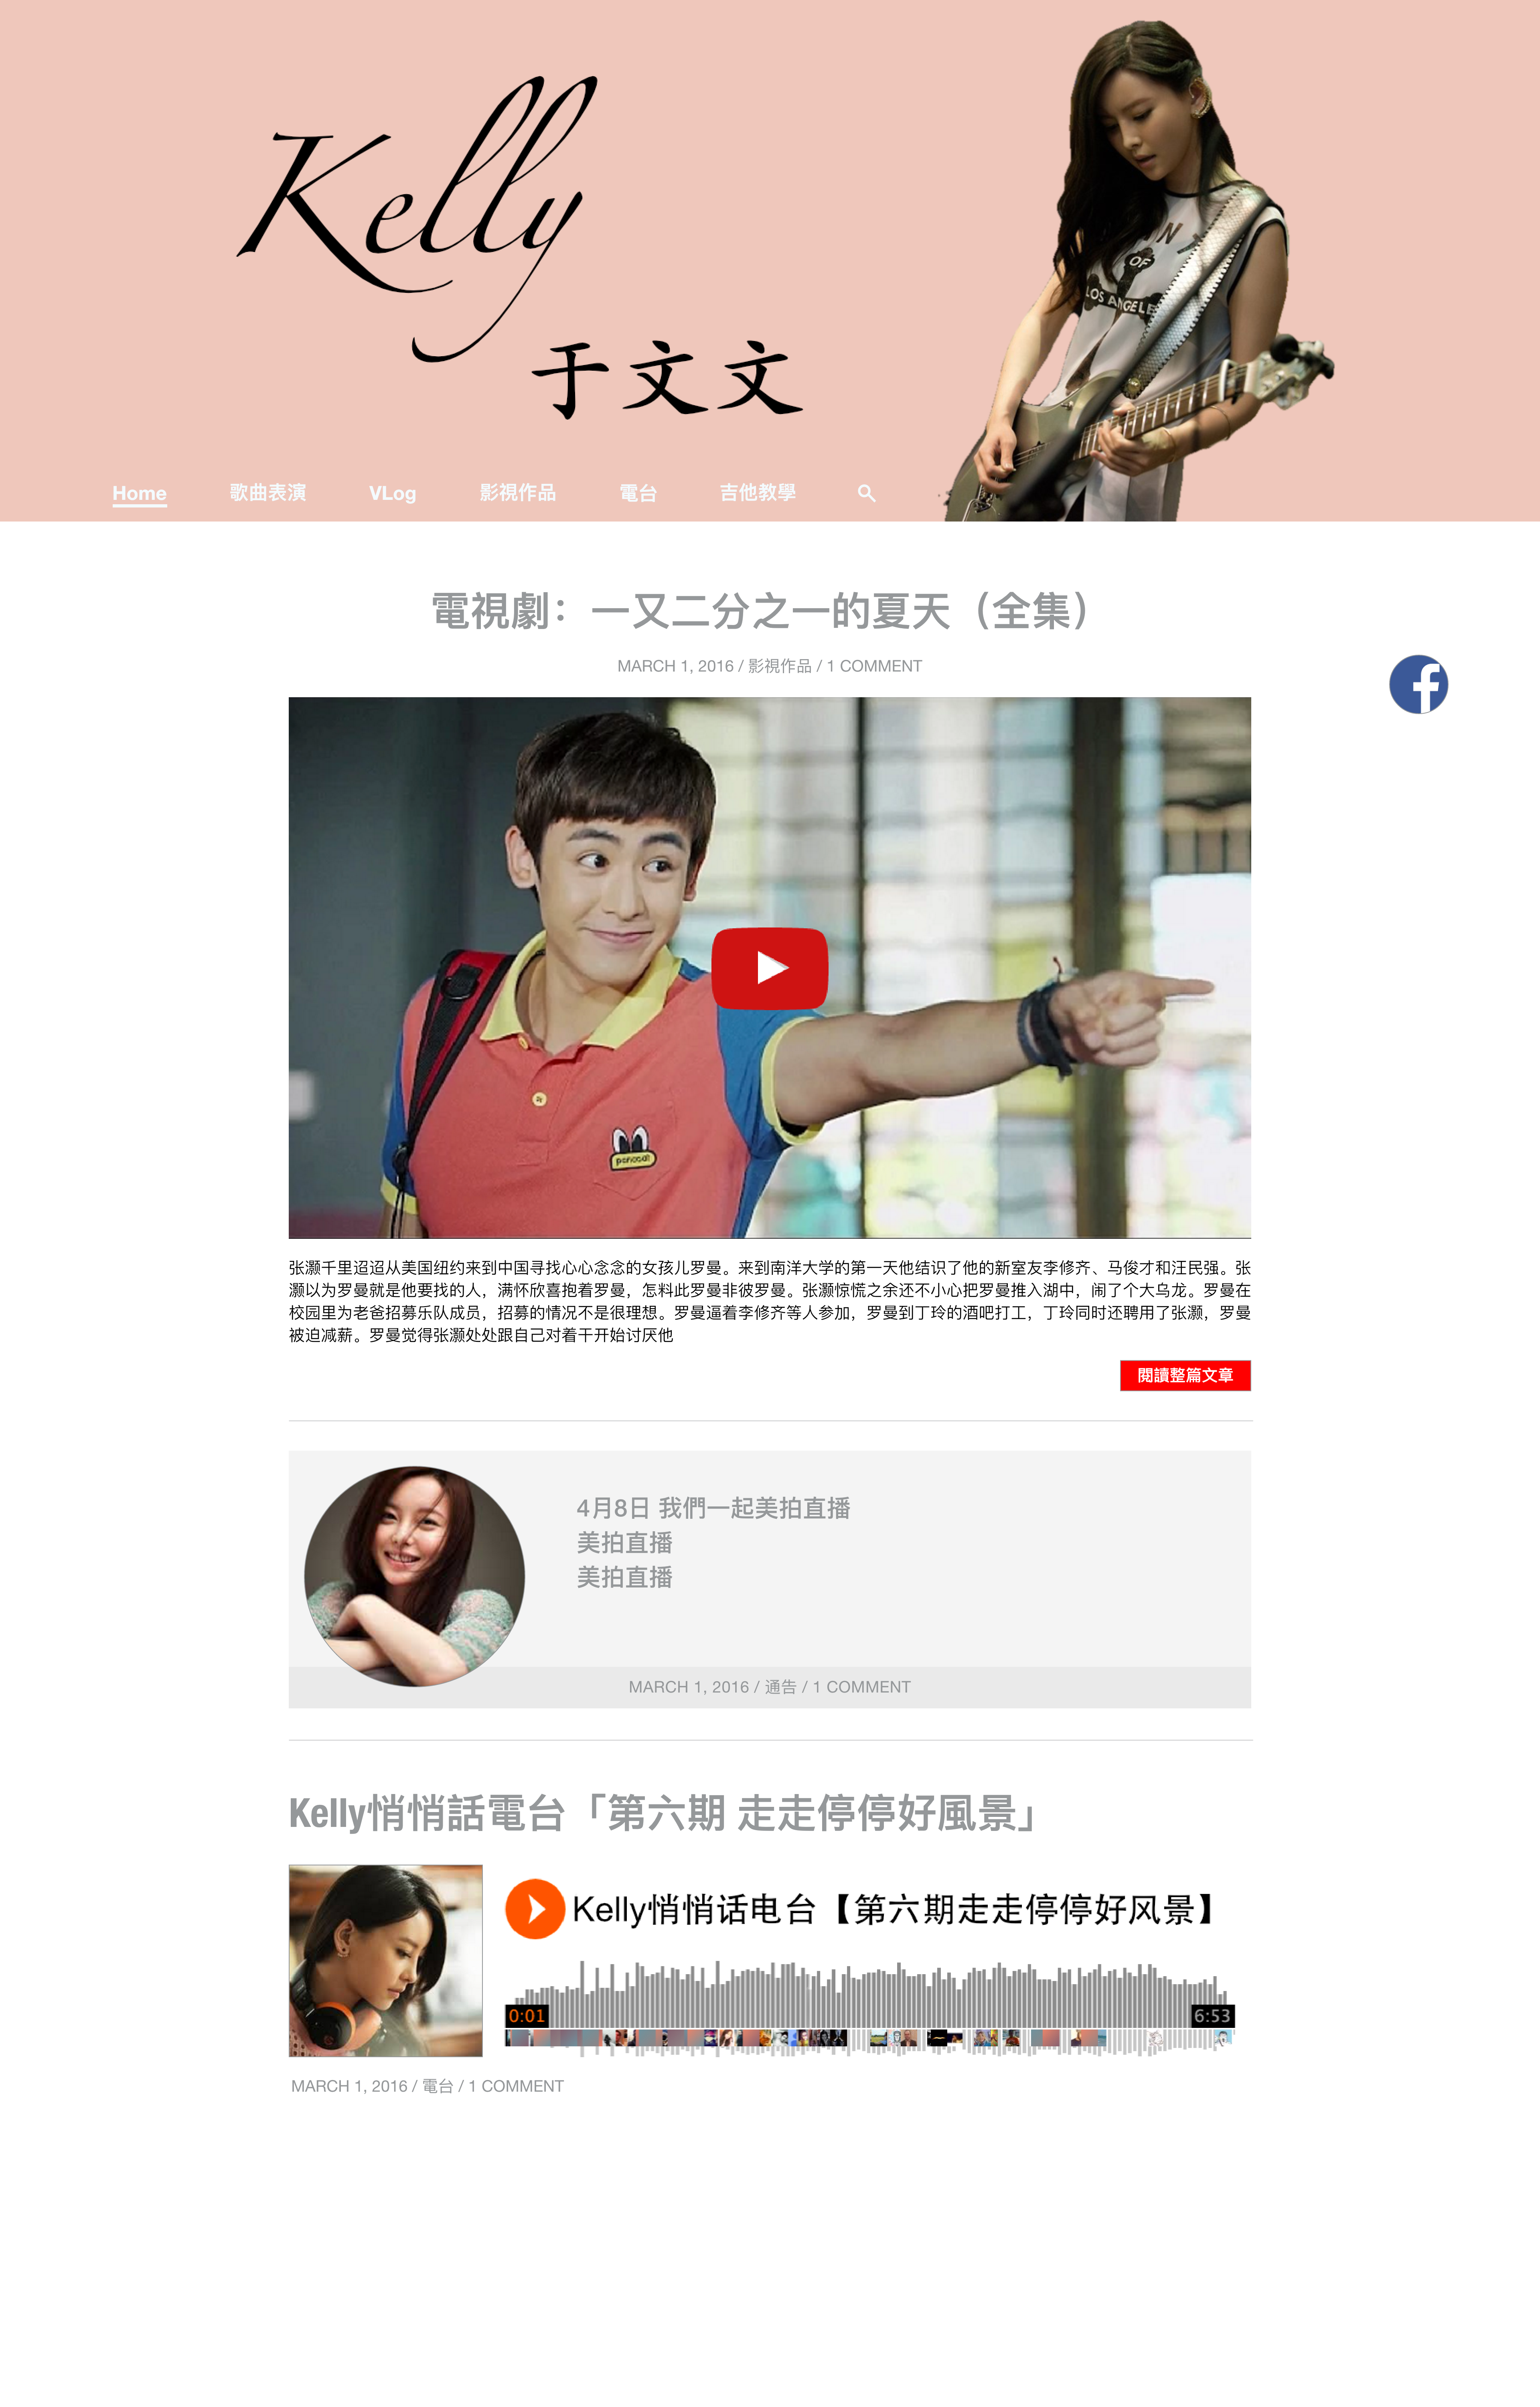 Kelly
于文文
OF
LOS ANGELE
Home 歌曲表演 VLog 影視作品 電台 吉他教學
電視劇：一又二分之一的夏天（全集）
MARCH 1, 2016 / 影視作品 / 1 COMMENT
张灏千里迢迢从美国纽约来到中国寻找心心念念的女孩儿罗曼。来到南洋大学的第一天他结识了他的新室友李修齐、马俊才和汪民强。张
灏以为罗曼就是他要找的人，满怀欣喜抱着罗曼，怎料此罗曼非彼罗曼。张灏惊慌之余还不小心把罗曼推入湖中，闹了个大乌龙。罗曼在
校园里为老爸招募乐队成员，招募的情况不是很理想。罗曼逼着李修齐等人参加，罗曼到丁玲的酒吧打工，丁玲同时还聘用了张灏，罗曼
被迫减薪。罗曼觉得张灏处处跟自己对着干开始讨厌他
閱讀整篇文章
4月8日 我們一起美拍直播
美拍直播
美拍直播
MARCH 1, 2016 / 通告 / 1 COMMENT
Kelly悄悄話電台「第六期 走走停停好風景」
Kelly悄悄话电台【第六期走走停停好风景】
0:01 6:53
MARCH 1, 2016 / 電台 / 1 COMMENT